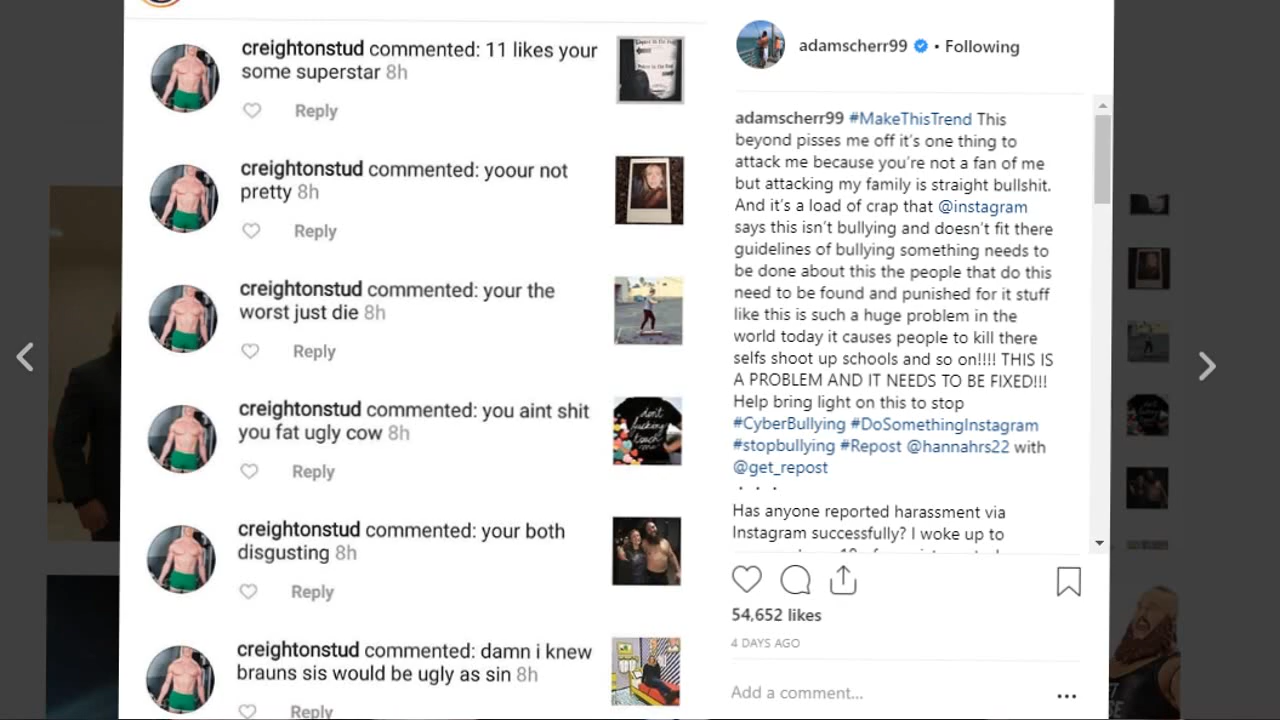 creightonstud commented: 11 likes your
some superstar 8h
Reply
creightonstud commented: yoour not
pretty 8h
Reply
creightonstud commented: your the
worst just die 8h
Reply
creightonstud commented: you aint shit
you fat ugly cow 8h
Reply
don't
fucking
touch
me
creightonstud commented: your both
disgusting 8h
Reply
creightonstud commented: damn i knew
brauns sis would be ugly as sin 8h
Reply
adamscherr99 • Following
adamscherr99 #MakeThisTrend This
beyond pisses me off it's one thing to
attack me because you're not a fan of me
but attacking my family is straight bullshit.
And it's a load of crap that @instagram
says this isn't bullying and doesn't fit there
guidelines of bullying something needs to
be done about this the people that do this
need to be found and punished for it stuff
like this is such a huge problem in the
world today it causes people to kill there
selfs shoot up schools and so on!!!! THIS IS
A PROBLEM AND IT NEEDS TO BE FIXED!!!
Help bring light on this to stop
#CyberBullying #DoSomethingInstagram
#stopbullying #Repost @hannahrs22 with
@get_repost
. . .
Has anyone reported harassment via
Instagram successfully? I woke up to
54,652 likes
4 DAYS AGO
Add a comment...